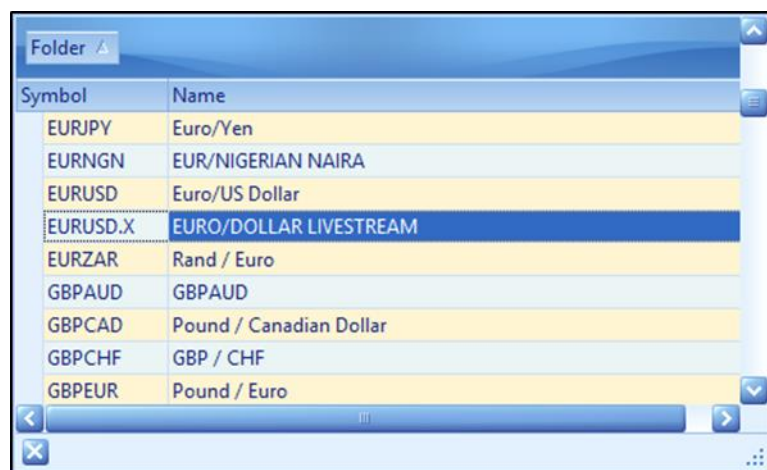 Folder
Symbol Name
EURJPY Euro/Yen
EURNGN EUR/NIGERIAN NAIRA
EURUSD Euro/US Dollar
EURUSD.X EURO/DOLLAR LIVESTREAM
EURZAR Rand / Euro
GBPAUD GBPAUD
GBPCAD Pound / Canadian Dollar
GBPCHF GBP / CHF
GBPEUR Pound / Euro